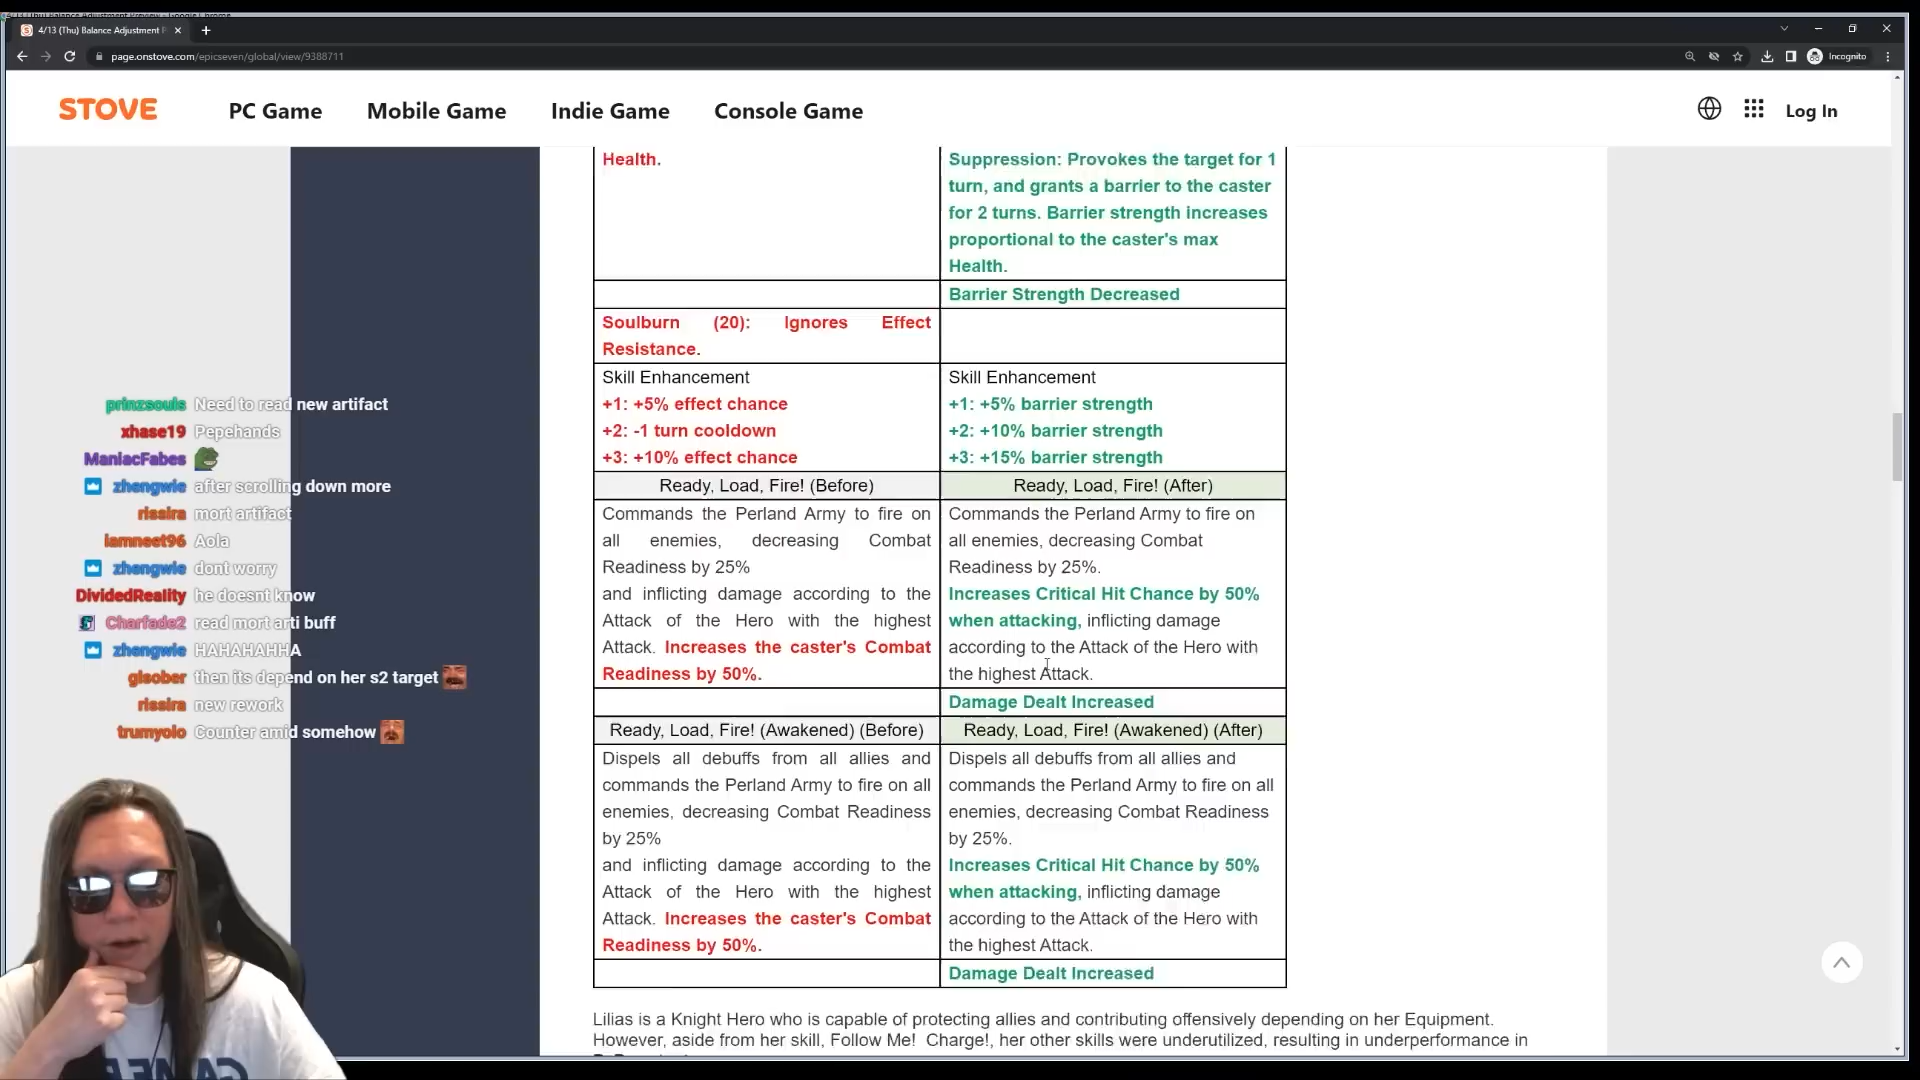 4/13 (Thu) Balance Adjustment Preview - Google Chrome
4/13 (Thu) Balance Adjustment P
page.onstove.com/epicseven/global/view/9388711
Incognito
STOVE
PC Game
Mobile Game
Indie Game
Console Game
Log In
Health.
Suppression: Provokes the target for 1
turn, and grants a barrier to the caster
for 2 turns. Barrier strength increases
proportional to the caster's max
Health.
Barrier Strength Decreased
Soulburn (20): Ignores Effect
Resistance.
Skill Enhancement
+1: +5% effect chance
+2: -1 turn cooldown
+3: +10% effect chance
Skill Enhancement
+1: +5% barrier strength
+2: +10% barrier strength
+3: +15% barrier strength
Ready, Load, Fire! (Before)
Ready, Load, Fire! (After)
Commands the Perland Army to fire on
all enemies, decreasing Combat
Readiness by 25%
and inflicting damage according to the
Attack of the Hero with the highest
Attack. Increases the caster's Combat
Readiness by 50%.
Commands the Perland Army to fire on
all enemies, decreasing Combat
Readiness by 25%.
Increases Critical Hit Chance by 50%
when attacking, inflicting damage
according to the Attack of the Hero with
the highest Attack.
Damage Dealt Increased
Ready, Load, Fire! (Awakened) (Before)
Ready, Load, Fire! (Awakened) (After)
Dispels all debuffs from all allies and
commands the Perland Army to fire on all
enemies, decreasing Combat Readiness
by 25%
and inflicting damage according to the
Attack of the Hero with the highest
Attack. Increases the caster's Combat
Readiness by 50%.
Dispels all debuffs from all allies and
commands the Perland Army to fire on all
enemies, decreasing Combat Readiness
by 25%.
Increases Critical Hit Chance by 50%
when attacking, inflicting damage
according to the Attack of the Hero with
the highest Attack.
Damage Dealt Increased
Lilias is a Knight Hero who is capable of protecting allies and contributing offensively depending on her Equipment.
However, aside from her skill, Follow Me! Charge!, her other skills were underutilized, resulting in underperformance in
prinzsouls Need to read new artifact
xhase19 Pepehands
ManiacFabes
zhengwie after scrolling down more
rissira mort artifact
iamneet96 Aola
zhengwie dont worry
DividedReality he doesnt know
Charfade2 read mort arti buff
zhengwie HAHAHAHHA
glsober then its depend on her s2 target
rissira new rework
trumyolo Counter amid somehow